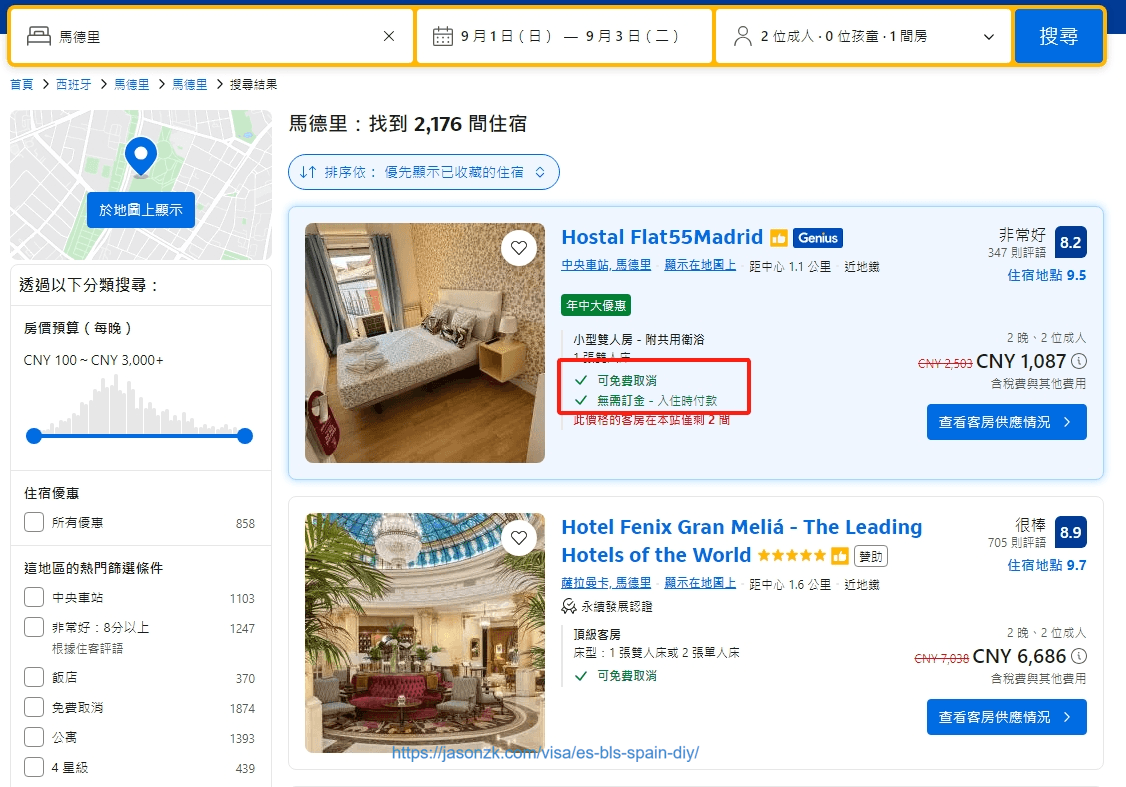 馬德里
9 月 1 日 ( 日 ) — 9 月 3 日 ( 二 )
2 位成人 · 0 位孩童 · 1 間房
搜尋
首頁 > 西班牙 > 馬德里 > 馬德里 > 搜尋結果
於地圖上顯示
透過以下分類搜尋：
房價預算 ( 每晚 )
CNY 100 ~ CNY 3,000+
住宿優惠
所有優惠 858
這地區的熱門篩選條件
中央車站 1103
非常好：8分以上 1247
根據住客評語
飯店 370
免費取消 1874
公寓 1393
4 星級 439
馬德里：找到 2,176 間住宿
排序依： 優先顯示已收藏的住宿
Hostal Flat55Madrid Genius
中央車站, 馬德里 顯示在地圖上 距中心 1.1 公里 近地鐵
年中大優惠
小型雙人房 - 附共用衛浴
1 張雙人床
可免費取消
無需訂金 - 入住時付款
此價格的客房在本站僅剩 2 間
非常好 8.2
347 則評語
住宿地點 9.5
2 晚、2 位成人
CNY 2,503 CNY 1,087
含稅費與其他費用
查看客房供應情況
Hotel Fenix Gran Meliá - The Leading
Hotels of the World 贊助
薩拉曼卡, 馬德里 顯示在地圖上 距中心 1.6 公里 近地鐵
永續發展認證
頂級客房
床型：1 張雙人床或 2 張單人床
可免費取消
很棒 8.9
705 則評語
住宿地點 9.7
2 晚、2 位成人
CNY 7,038 CNY 6,686
含稅費與其他費用
查看客房供應情況
https://jasonzk.com/visa/es-bls-spain-diy/